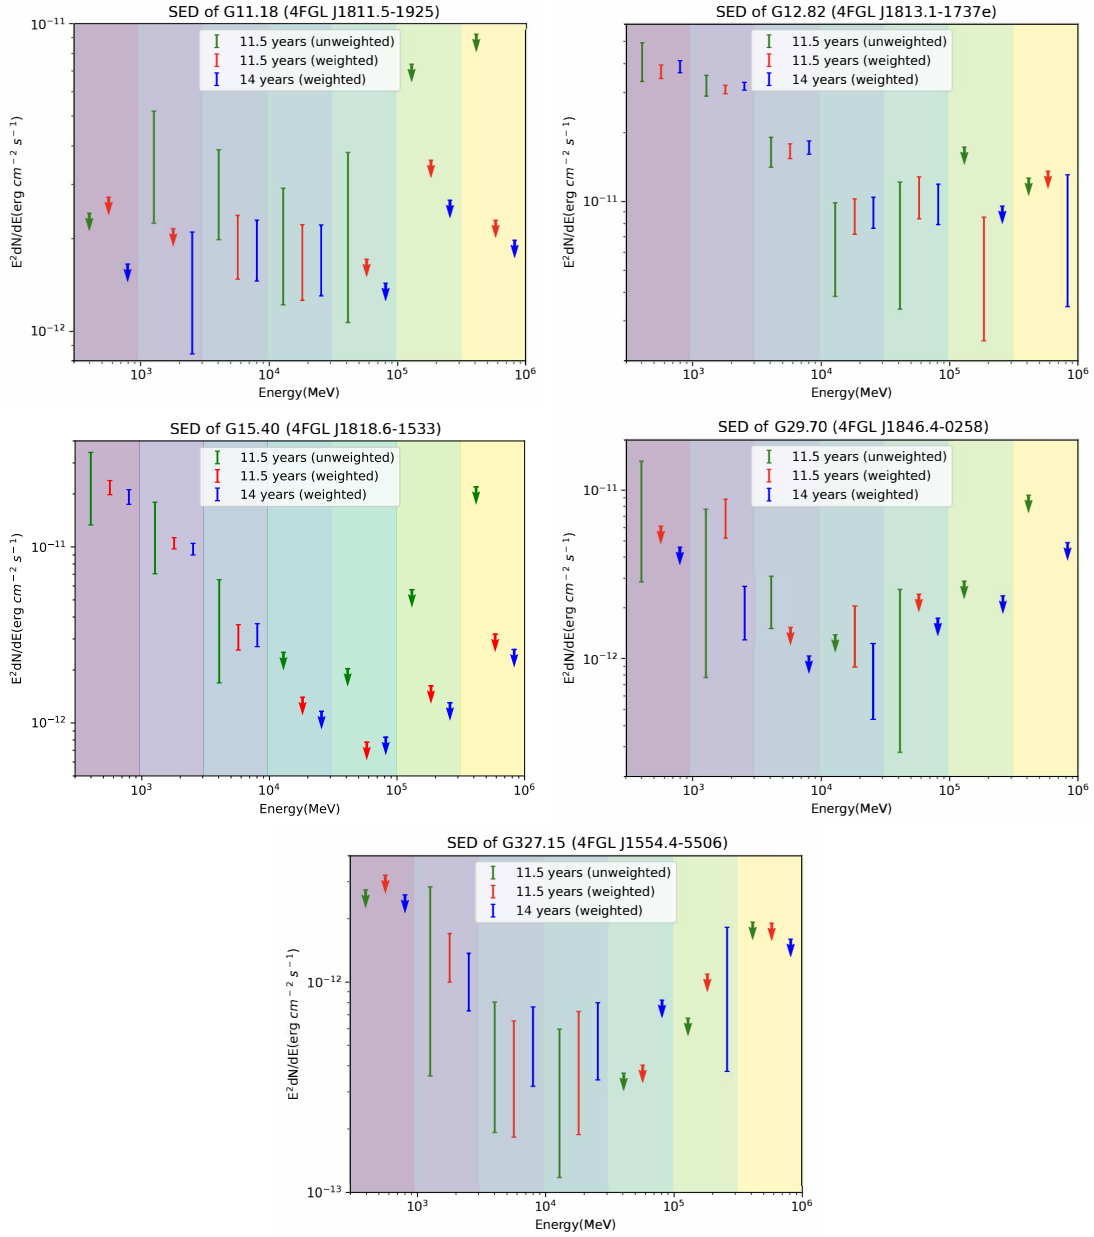 SED of G11.18 (4FGL J1811.5-1925)
11.5 years (unweighted)
11.5 years (weighted)
14 years (weighted)
10⁻¹¹
10⁻¹²
E²dN/dE(erg cm⁻² s⁻¹)
10³ 10⁴ 10⁵ 10⁶
Energy(MeV)
SED of G12.82 (4FGL J1813.1-1737e)
11.5 years (unweighted)
11.5 years (weighted)
14 years (weighted)
10⁻¹¹
E²dN/dE(erg cm⁻² s⁻¹)
10³ 10⁴ 10⁵ 10⁶
Energy(MeV)
SED of G15.40 (4FGL J1818.6-1533)
11.5 years (unweighted)
11.5 years (weighted)
14 years (weighted)
10⁻¹¹
10⁻¹²
E²dN/dE(erg cm⁻² s⁻¹)
10³ 10⁴ 10⁵ 10⁶
Energy(MeV)
SED of G29.70 (4FGL J1846.4-0258)
11.5 years (unweighted)
11.5 years (weighted)
14 years (weighted)
10⁻¹¹
10⁻¹²
E²dN/dE(erg cm⁻² s⁻¹)
10³ 10⁴ 10⁵ 10⁶
Energy(MeV)
SED of G327.15 (4FGL J1554.4-5506)
11.5 years (unweighted)
11.5 years (weighted)
14 years (weighted)
10⁻¹²
10⁻¹³
E²dN/dE(erg cm⁻² s⁻¹)
10³ 10⁴ 10⁵ 10⁶
Energy(MeV)